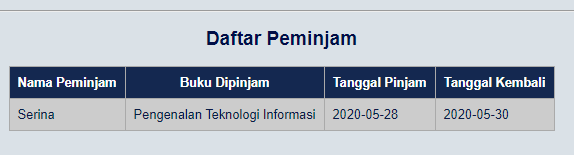 Daftar Peminjam
Nama Peminjam Buku Dipinjam Tanggal Pinjam Tanggal Kembali
Serina Pengenalan Teknologi Informasi 2020-05-28 2020-05-30